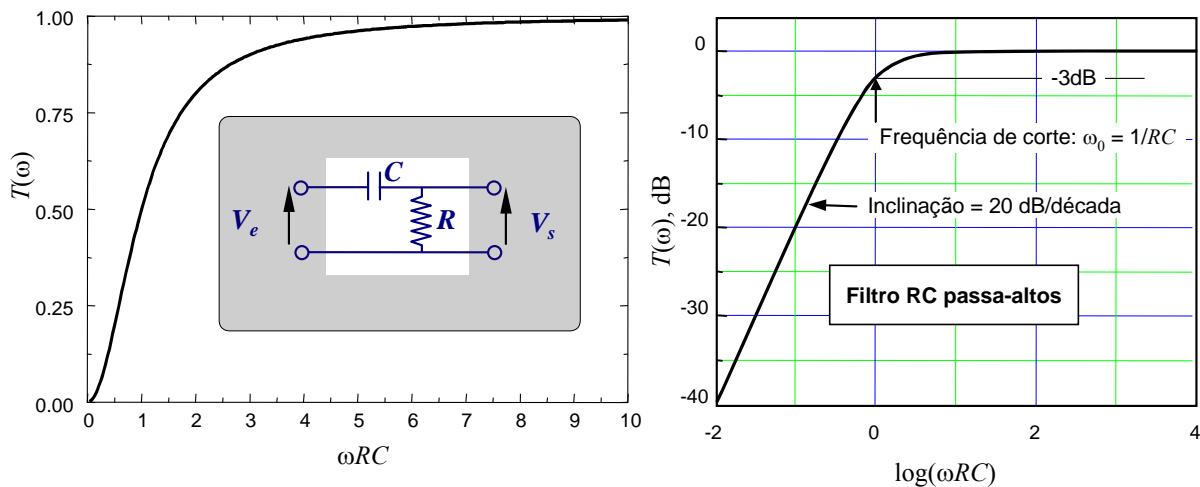 1.00
0.75
0.50
0.25
0.00
T(ω)
0 1 2 3 4 5 6 7 8 9 10
ωRC
C
R
V_e
V_s
0
-10
-20
-30
-40
T(ω), dB
-3dB
Frequência de corte: ω₀ = 1/RC
Inclinação = 20 dB/década
Filtro RC passa-altos
-2 0 2 4
log(ωRC)